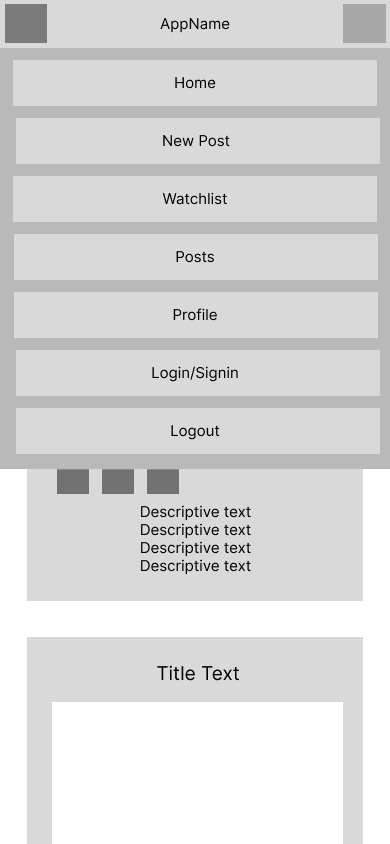 AppName
Home
New Post
Watchlist
Posts
Profile
Login/Signin
Logout
Descriptive text
Descriptive text
Descriptive text
Descriptive text
Title Text